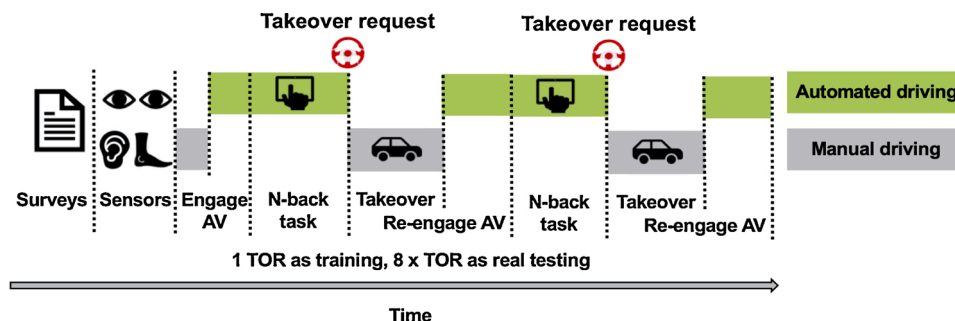 Takeover request
Takeover request
Automated driving
Manual driving
Surveys
Sensors
Engage
AV
N-back
task
Takeover
Re-engage AV
N-back
task
Takeover
Re-engage AV
1 TOR as training, 8 x TOR as real testing
Time